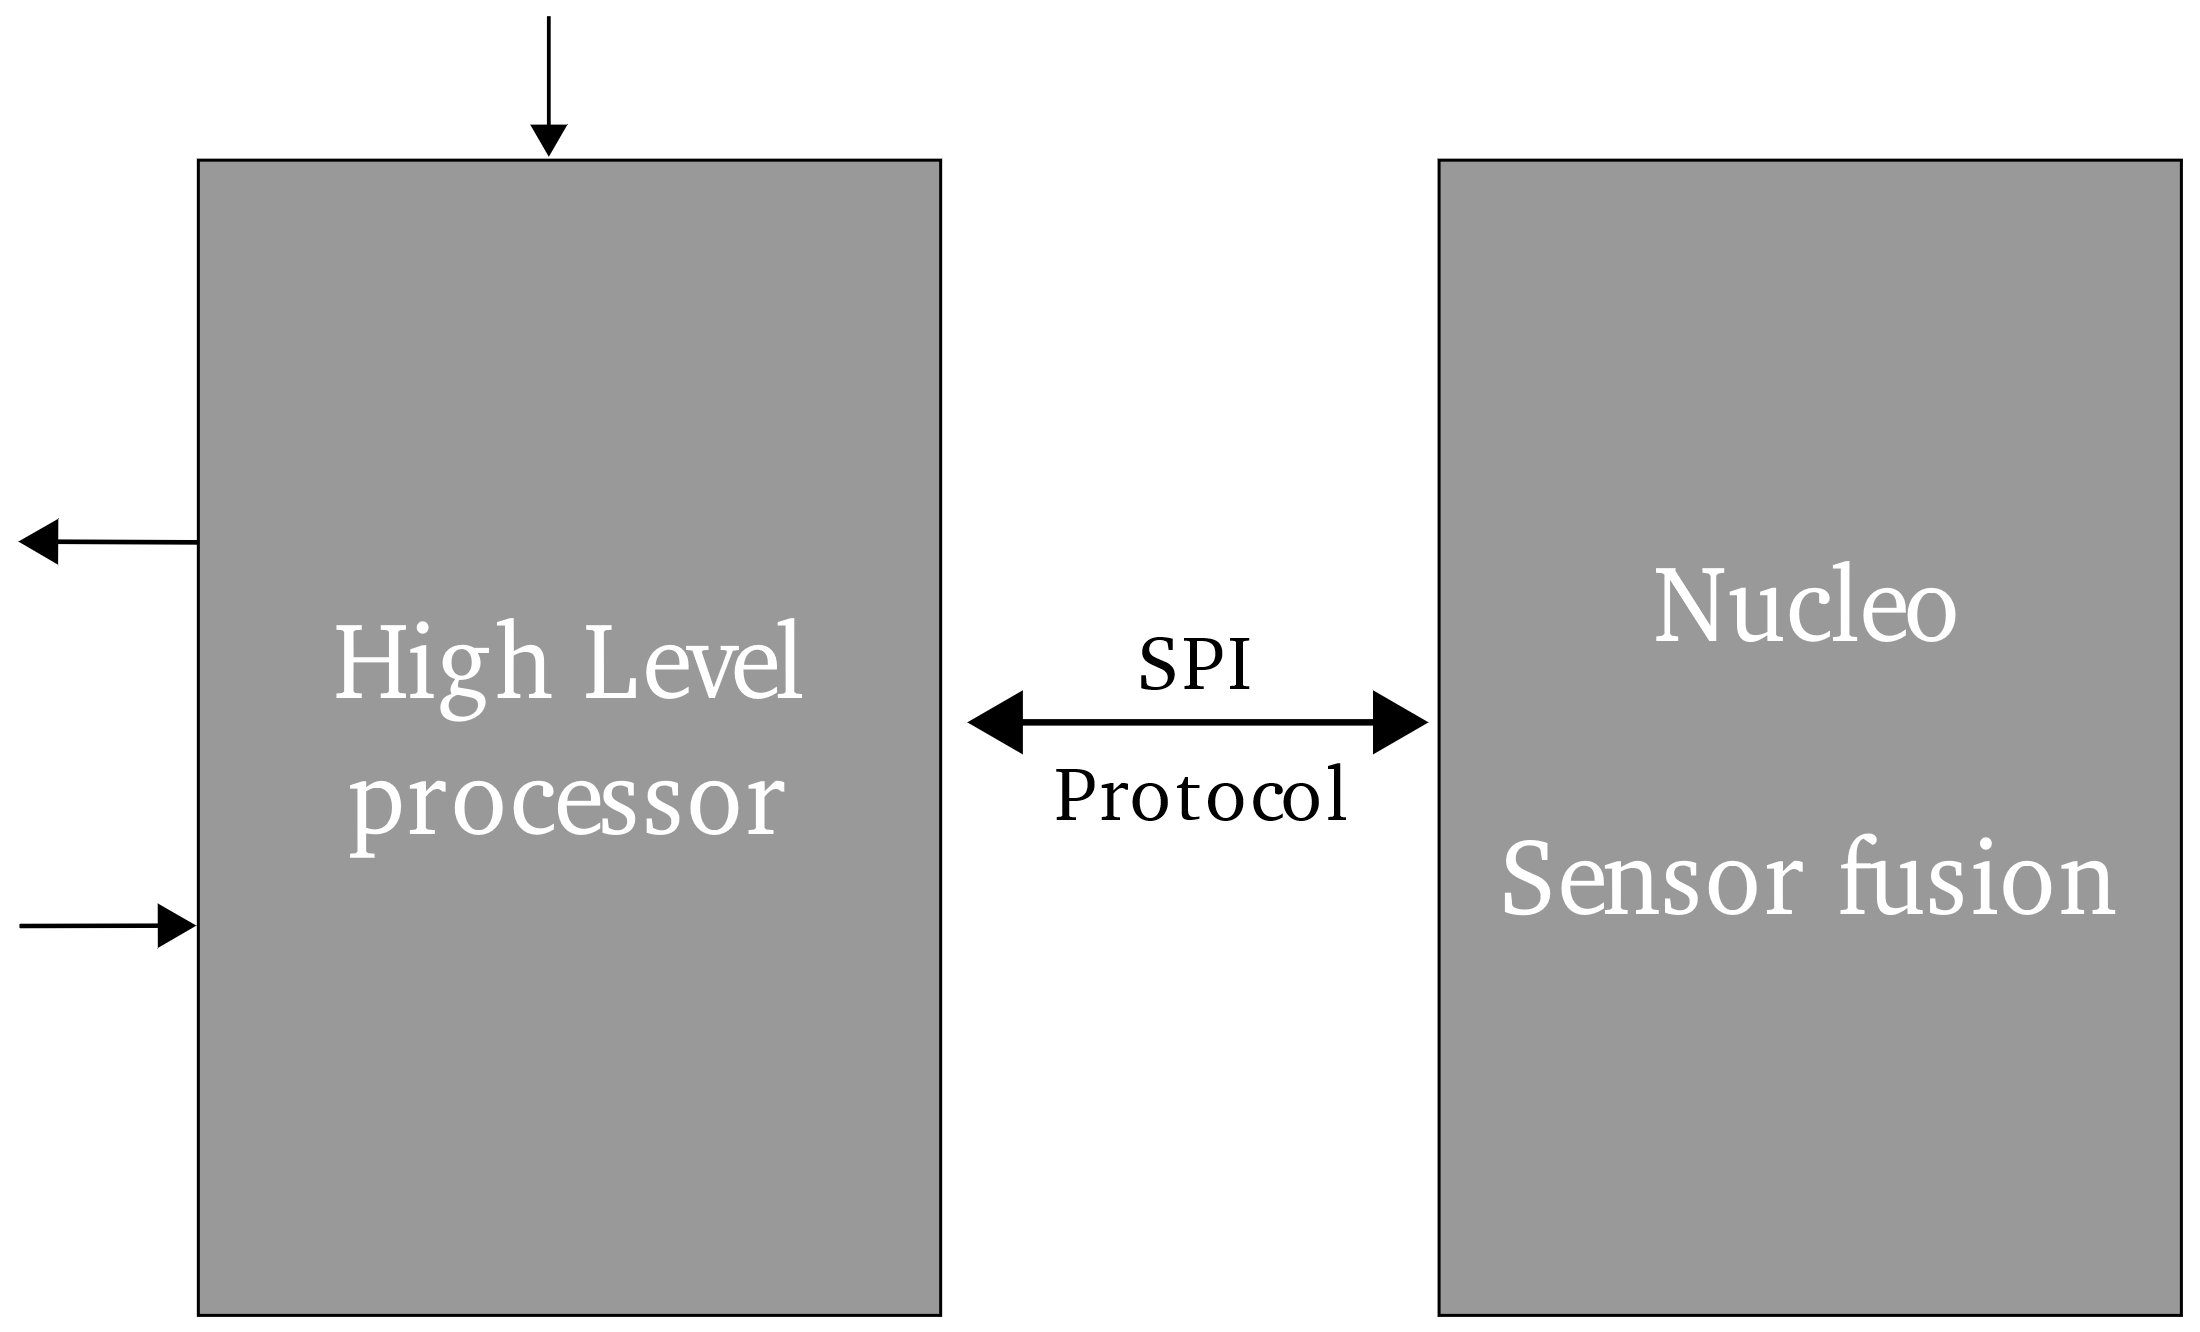 High Level
processor
SPI
Protocol
Nucleo
Sensor fusion